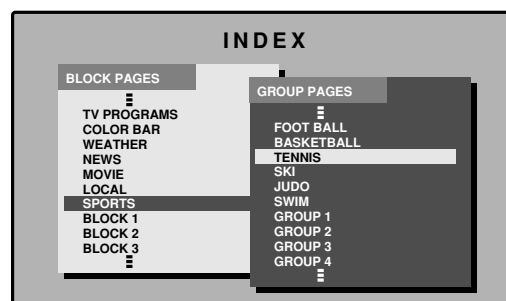 INDEX
BLOCK PAGES
TV PROGRAMS
COLOR BAR
WEATHER
NEWS
MOVIE
LOCAL
SPORTS
BLOCK 1
BLOCK 2
BLOCK 3
GROUP PAGES
FOOT BALL
BASKETBALL
TENNIS
SKI
JUDO
SWIM
GROUP 1
GROUP 2
GROUP 3
GROUP 4